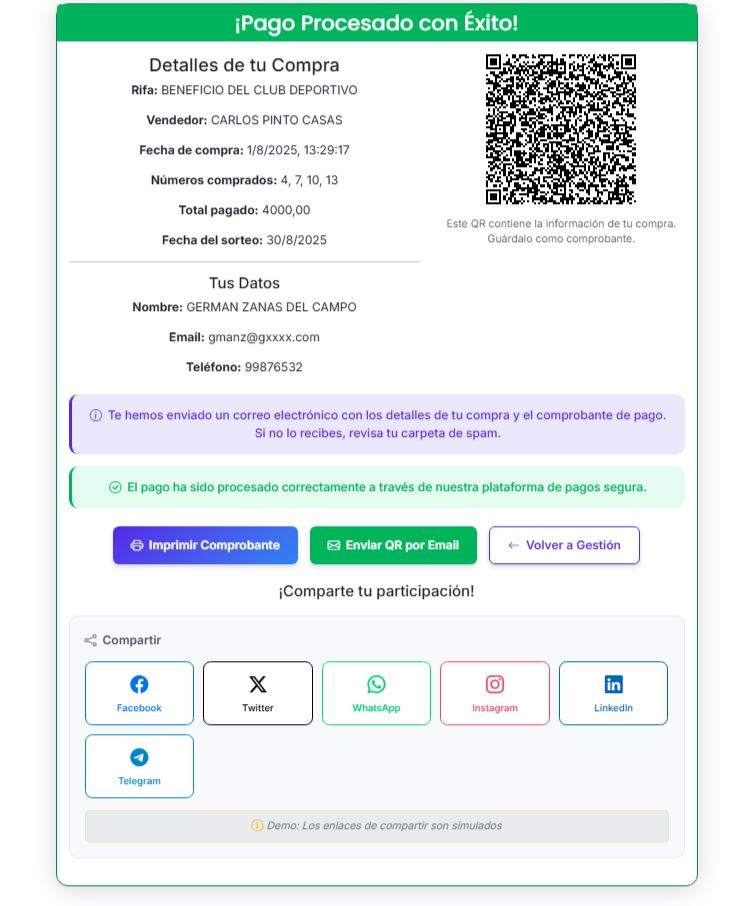 ¡Pago Procesado con Éxito!
Detalles de tu Compra
Rifa: BENEFICIO DEL CLUB DEPORTIVO
Vendedor: CARLOS PINTO CASAS
Fecha de compra: 1/8/2025, 13:29:17
Números comprados: 4, 7, 10, 13
Total pagado: 4000,00
Fecha del sorteo: 30/8/2025
Este QR contiene la información de tu compra.
Guárdalo como comprobante.
Tus Datos
Nombre: GERMAN ZANAS DEL CAMPO
Email: gmanz@gxxxx.com
Teléfono: 99876532
Te hemos enviado un correo electrónico con los detalles de tu compra y el comprobante de pago.
Si no lo recibes, revisa tu carpeta de spam.
El pago ha sido procesado correctamente a través de nuestra plataforma de pagos segura.
Imprimir Comprobante
Enviar QR por Email
Volver a Gestión
¡Comparte tu participación!
Compartir
Facebook
Twitter
WhatsApp
Instagram
LinkedIn
Telegram
Demo: Los enlaces de compartir son simulados